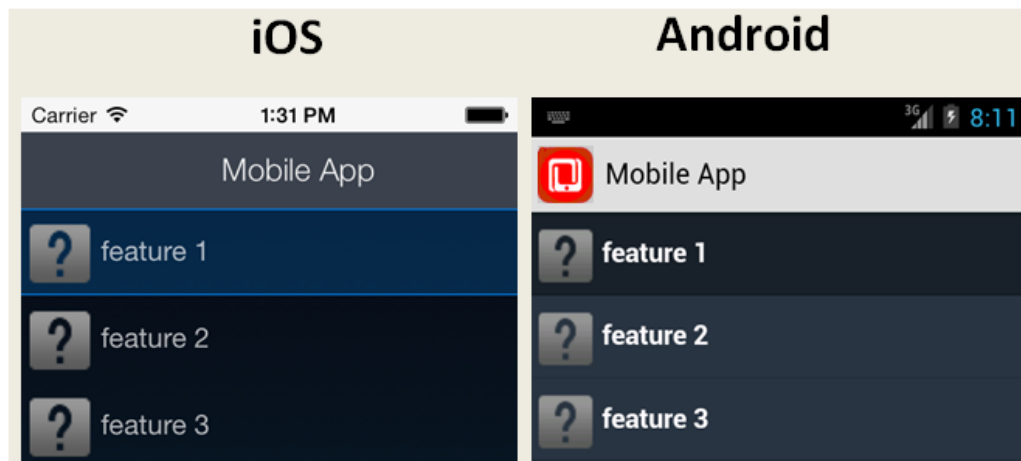 iOS
Android
Carrier
1:31 PM
3G
8:11
Mobile App
Mobile App
?
feature 1
?
feature 1
?
feature 2
?
feature 2
?
feature 3
?
feature 3